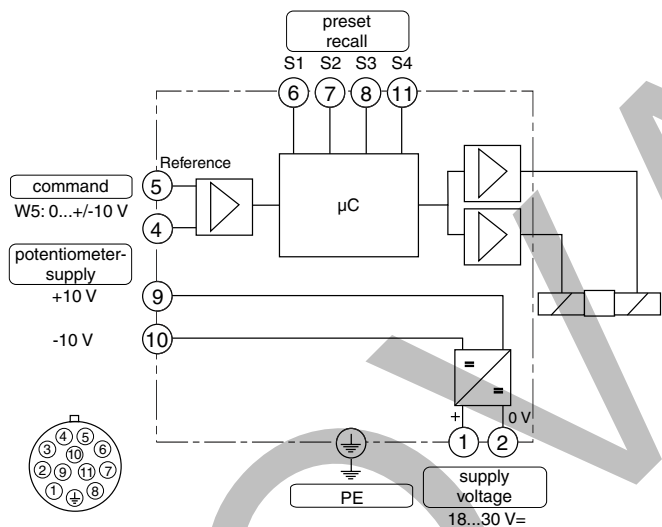 preset
recall
S1 S2 S3 S4
6 7 8 11
Reference
5
command
W5: 0...+/-10 V
4
µC
potentiometer-
supply
+10 V
9
-10 V
10
=
=
+ 0 V
1 2
4 5
3 10 6
2 9 11 7
1 8
PE
supply
voltage
18...30 V=